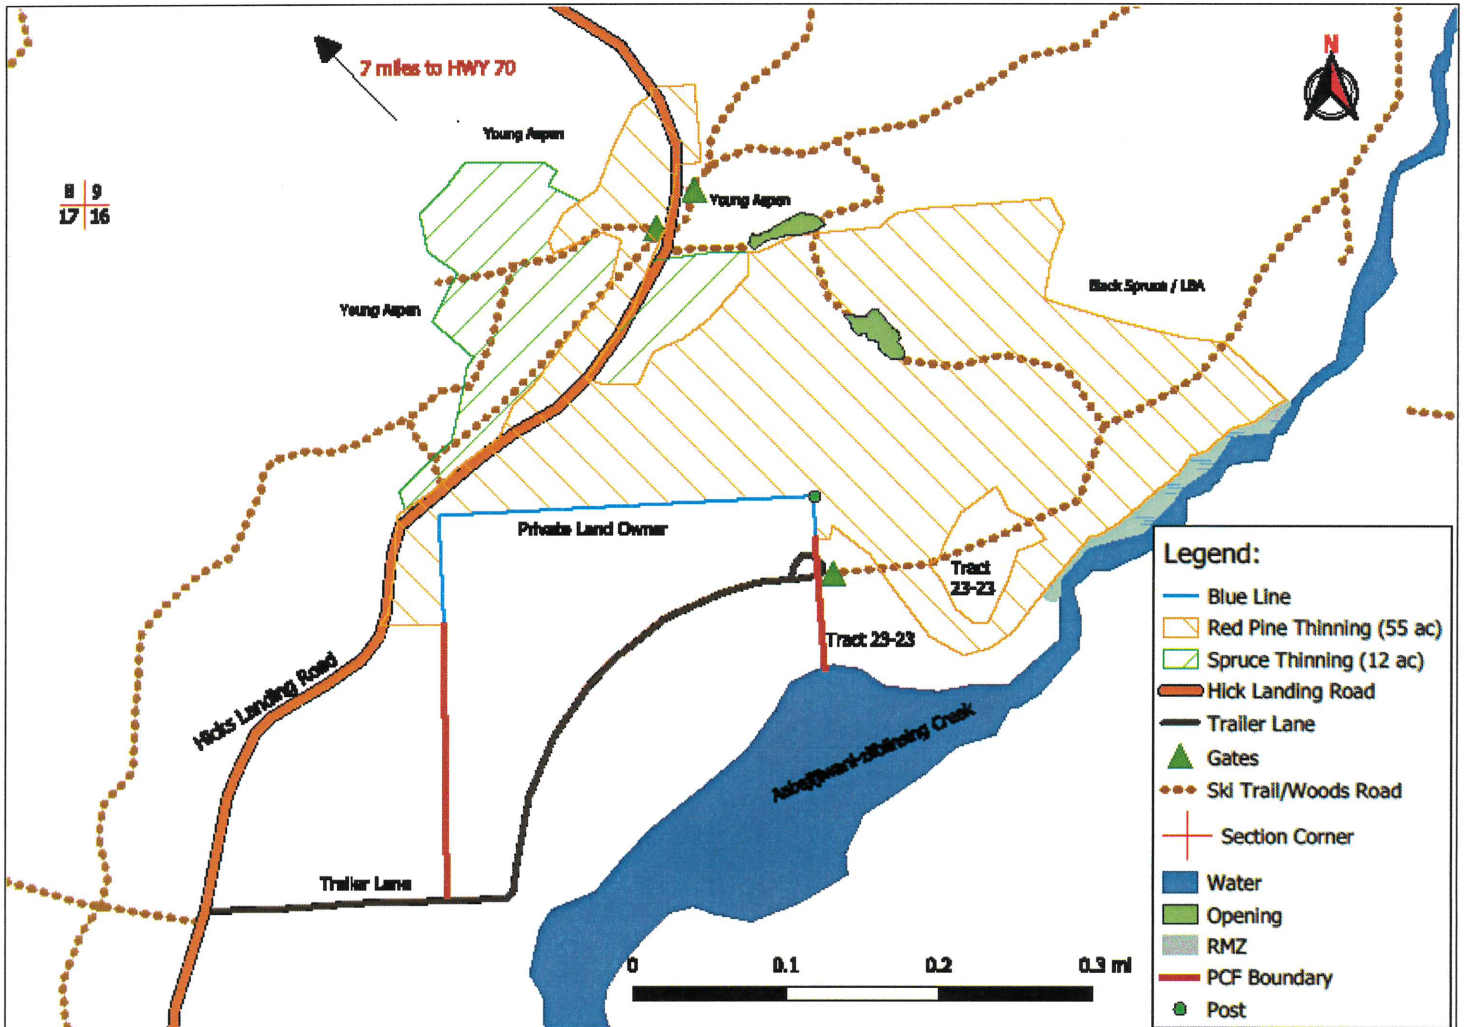 N
7 miles to HWY 70
Young Aspen
8 9
17 16
Young Aspen
Young Aspen
Black Spruce / LBA
Private Land Owner
Tract
23-23
Tract 23-23
Hicks Landing Road
Creek
Trailer Lane
0 0.1 0.2 0.3 mi
Legend:
Blue Line
Red Pine Thinning (55 ac)
Spruce Thinning (12 ac)
Hick Landing Road
Trailer Lane
Gates
Ski Trail/Woods Road
Section Corner
Water
Opening
RMZ
PCF Boundary
Post